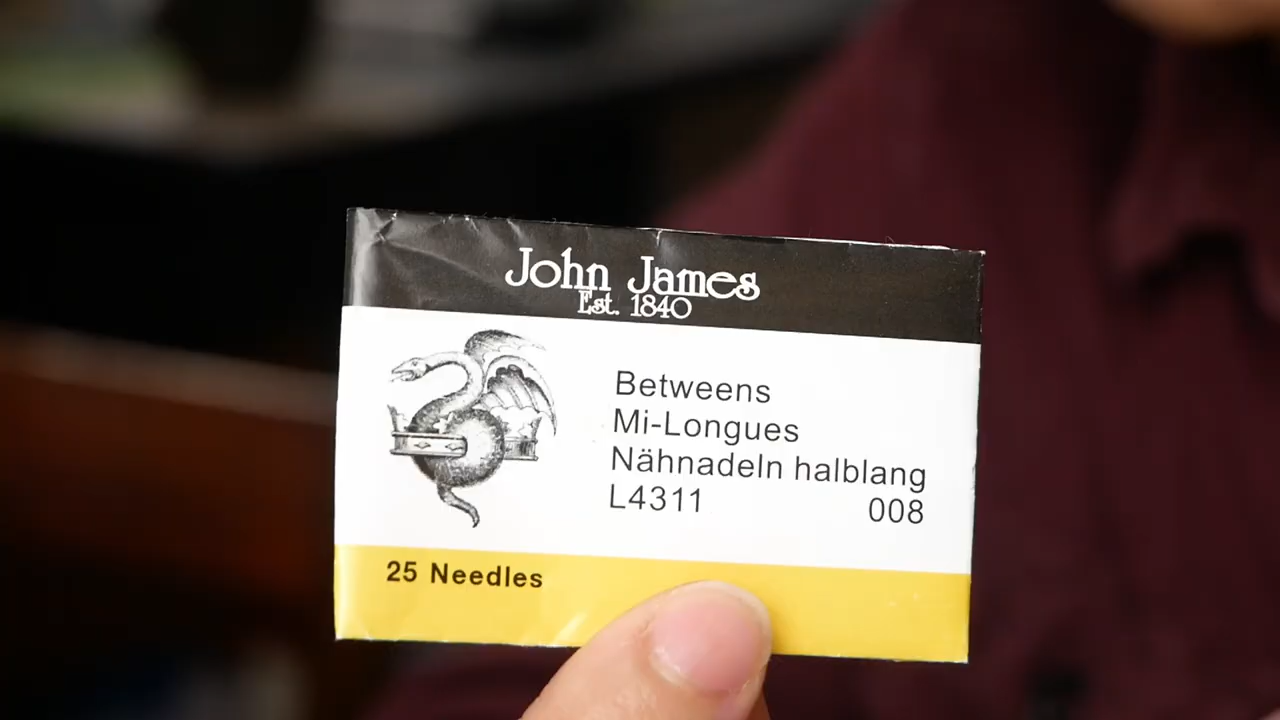 John James
Est. 1840
Betweens
Mi-Longues
Nähnadeln halblang
L4311 008
25 Needles